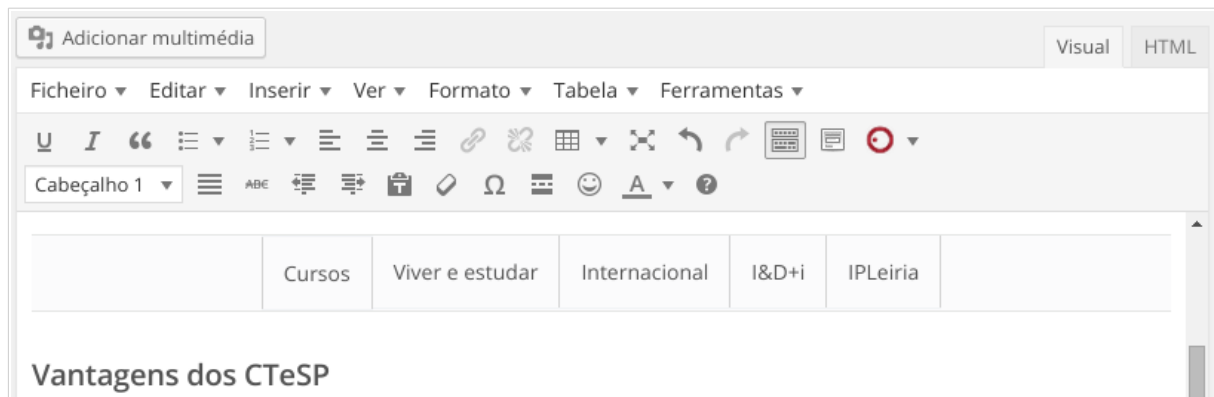 Adicionar multimédia
Visual HTML
Ficheiro Editar Inserir Ver Formato Tabela Ferramentas
U I
Cabeçalho 1 ABC T Ω A ?
Cursos Viver e estudar Internacional I&D+i IPLeiria
Vantagens dos CTeSP